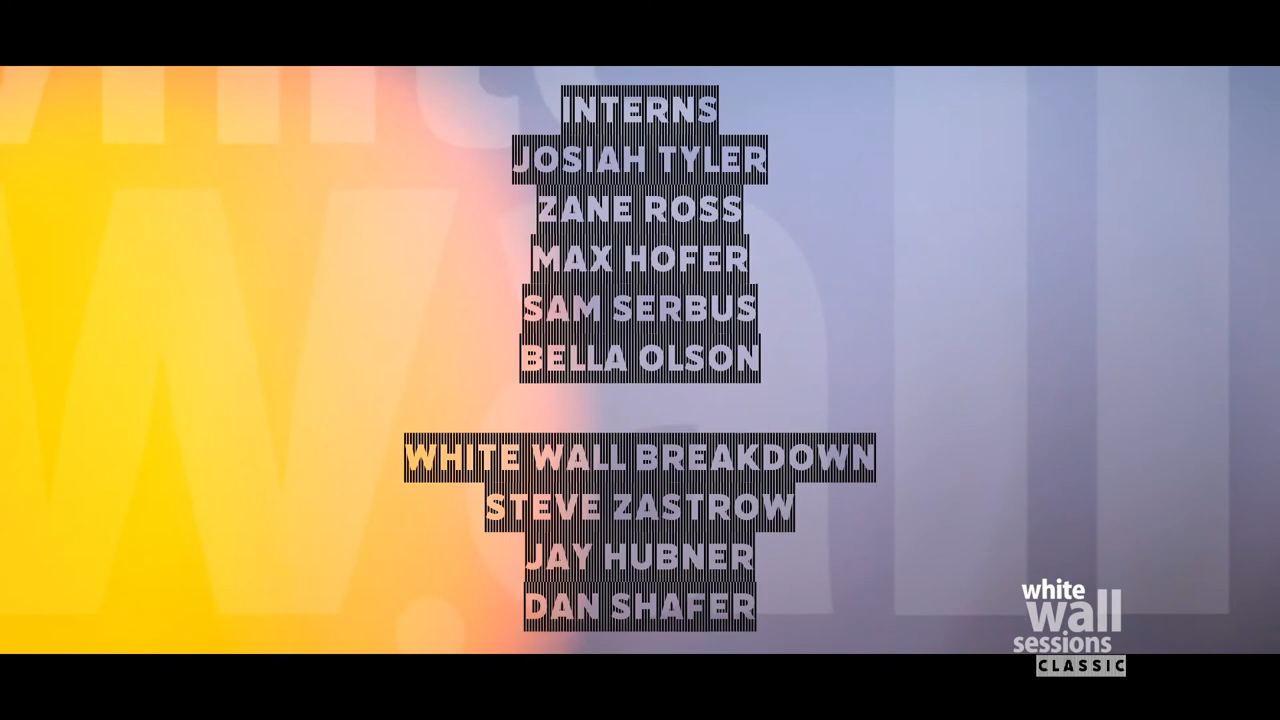 INTERNS
JOSIAH TYLER
ZANE ROSS
MAX HOFER
SAM SERBUS
BELLA OLSON
WHITE WALL BREAKDOWN
STEVE ZASTROW
JAY HUBNER
DAN SHAFER
white
wall
sessions
CLASSIC